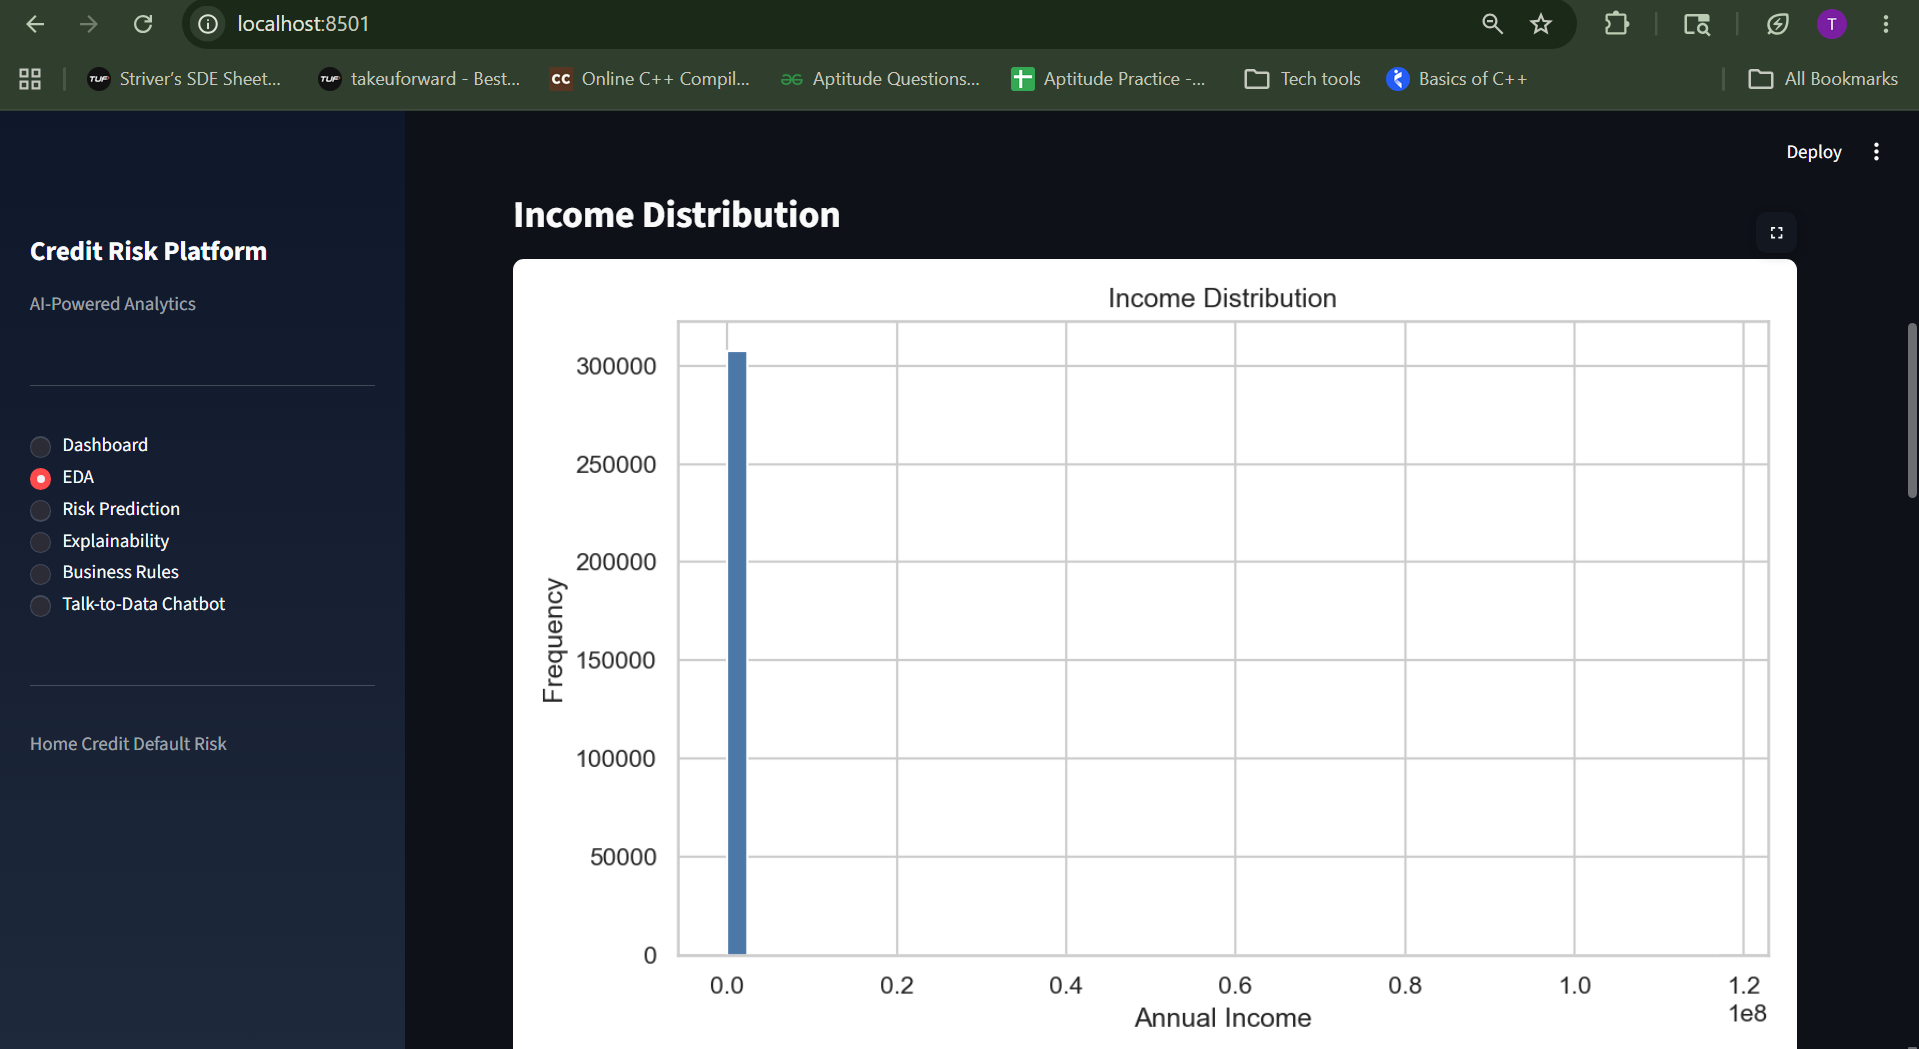 localhost:8501
Striver's SDE Sheet...
takeuforward - Best...
Online C++ Compil...
Aptitude Questions...
Aptitude Practice -...
Tech tools
Basics of C++
All Bookmarks
T
TUF
TUF
CC
Deploy
Credit Risk Platform
AI-Powered Analytics
Dashboard
EDA
Risk Prediction
Explainability
Business Rules
Talk-to-Data Chatbot
Home Credit Default Risk
Income Distribution
Income Distribution
Frequency
300000
250000
200000
150000
100000
50000
0
0.0 0.2 0.4 0.6 0.8 1.0 1.2
1e8
Annual Income